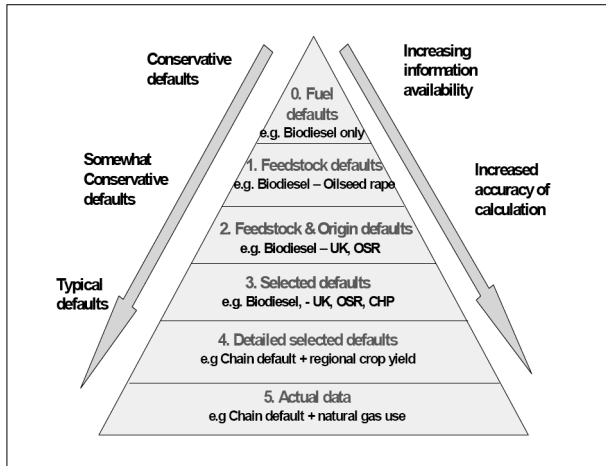 Conservative
defaults
Increasing
information
availability
0. Fuel
defaults
e.g. Biodiesel only
Somewhat
Conservative
defaults
1. Feedstock defaults
e.g. Biodiesel – Oilseed rape
Increased
accuracy of
calculation
2. Feedstock & Origin defaults
e.g. Biodiesel – UK, OSR
Typical
defaults
3. Selected defaults
e.g. Biodiesel, - UK, OSR, CHP
4. Detailed selected defaults
e.g Chain default + regional crop yield
5. Actual data
e.g Chain default + natural gas use